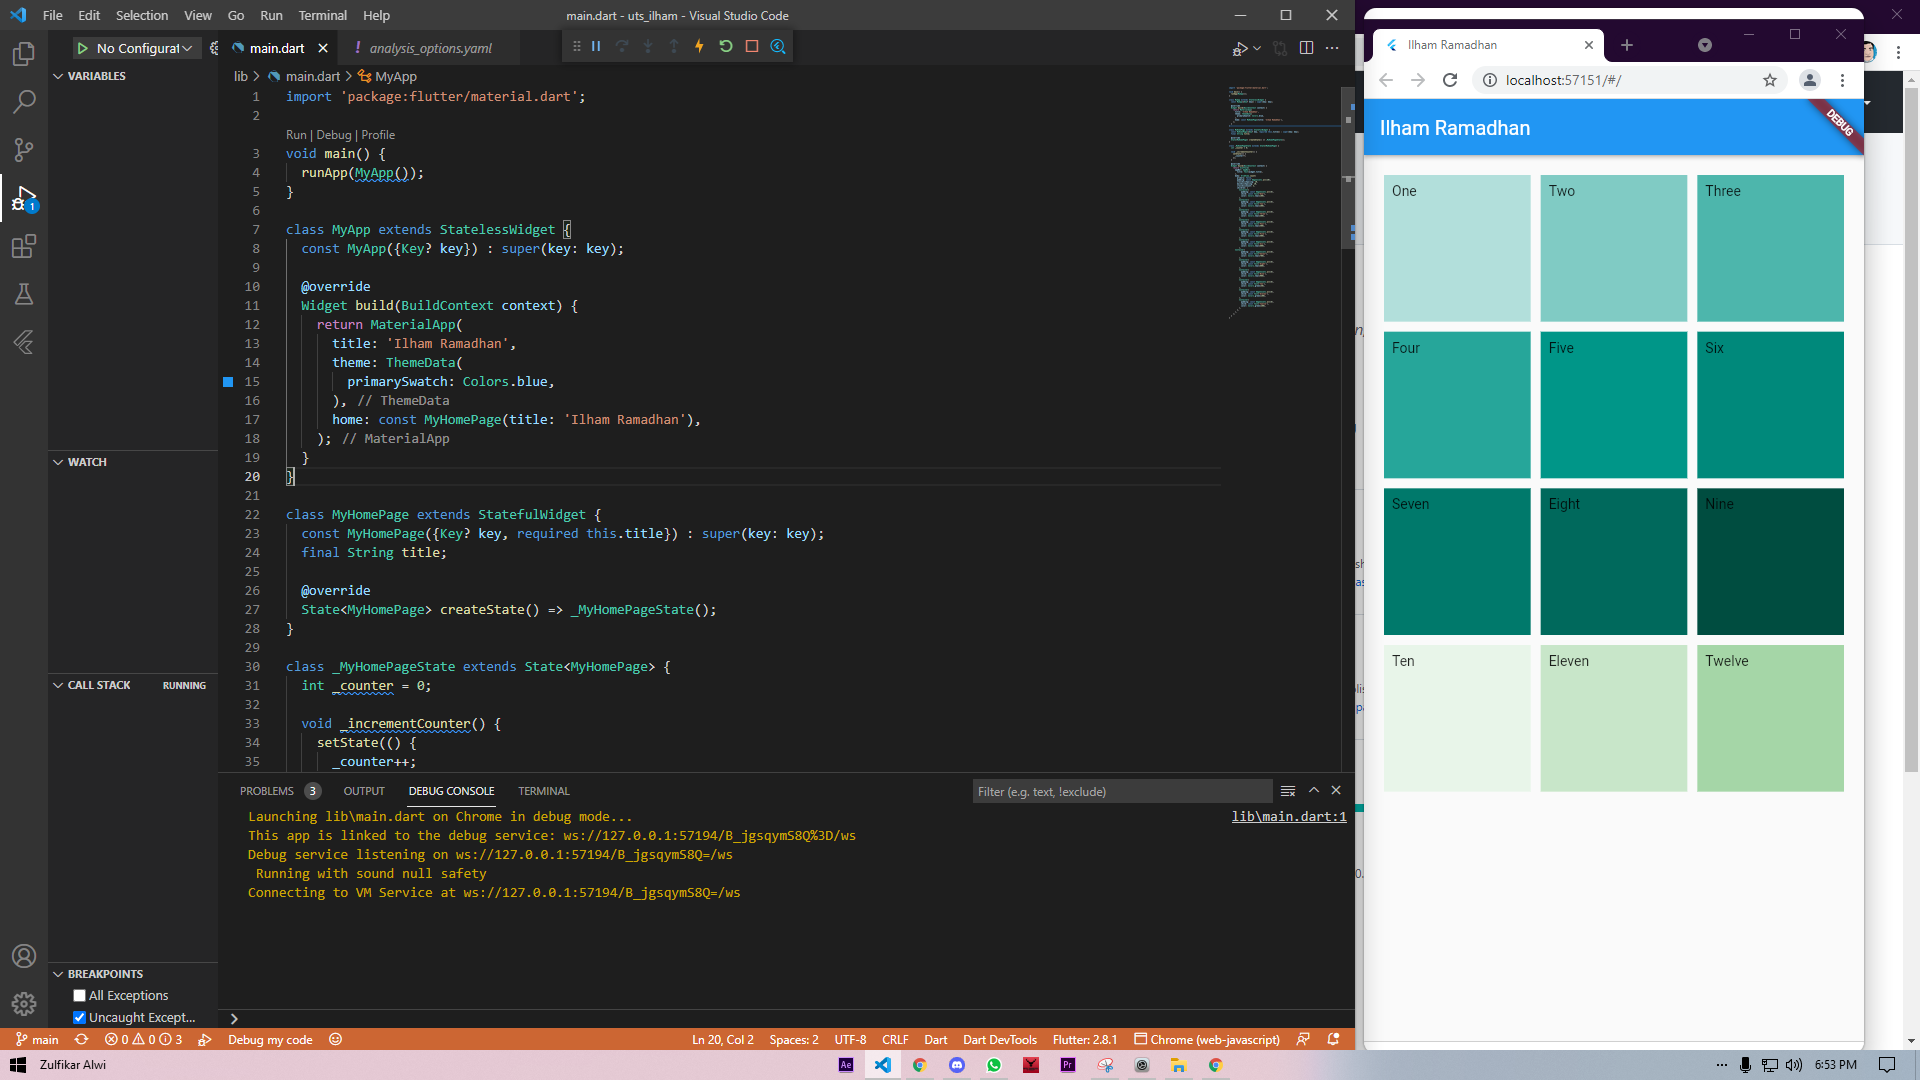 File Edit Selection View Go Run Terminal Help
main.dart - uts_ilham - Visual Studio Code
No Configurat
main.dart
analysis_options.yaml
lib > main.dart > MyApp
VARIABLES
WATCH
CALL STACK RUNNING
BREAKPOINTS
All Exceptions
Uncaught Except...
1 import 'package:flutter/material.dart';
2
Run | Debug | Profile
3 void main() {
4 runApp(MyApp());
5 }
6
7 class MyApp extends StatelessWidget {
8 const MyApp({Key? key}) : super(key: key);
9
10 @override
11 Widget build(BuildContext context) {
12 return MaterialApp(
13 title: 'Ilham Ramadhan',
14 theme: ThemeData(
15 primarySwatch: Colors.blue,
16 ), // ThemeData
17 home: const MyHomePage(title: 'Ilham Ramadhan'),
18 ); // MaterialApp
19 }
20 }
21
22 class MyHomePage extends StatefulWidget {
23 const MyHomePage({Key? key, required this.title}) : super(key: key);
24 final String title;
25
26 @override
27 State<MyHomePage> createState() => _MyHomePageState();
28 }
29
30 class _MyHomePageState extends State<MyHomePage> {
31 int _counter = 0;
32
33 void _incrementCounter() {
34 setState(() {
35 _counter++;
PROBLEMS 3 OUTPUT DEBUG CONSOLE TERMINAL
Filter (e.g. text, !exclude)
Launching lib\main.dart on Chrome in debug mode...
lib\main.dart:1
This app is linked to the debug service: ws://127.0.0.1:57194/B_jgsqymS8Q%3D/ws
Debug service listening on ws://127.0.0.1:57194/B_jgsqymS8Q=/ws
Running with sound null safety
Connecting to VM Service at ws://127.0.0.1:57194/B_jgsqymS8Q=/ws
1
main 0 0 3 Debug my code
Ln 20, Col 2 Spaces: 2 UTF-8 CRLF Dart Dart DevTools Flutter: 2.8.1 Chrome (web-javascript)
Ilham Ramadhan
localhost:57151/#/
Ilham Ramadhan
DEBUG
One Two Three
Four Five Six
Seven Eight Nine
Ten Eleven Twelve
Zulfikar Alwi
Ae
Pr
6:53 PM